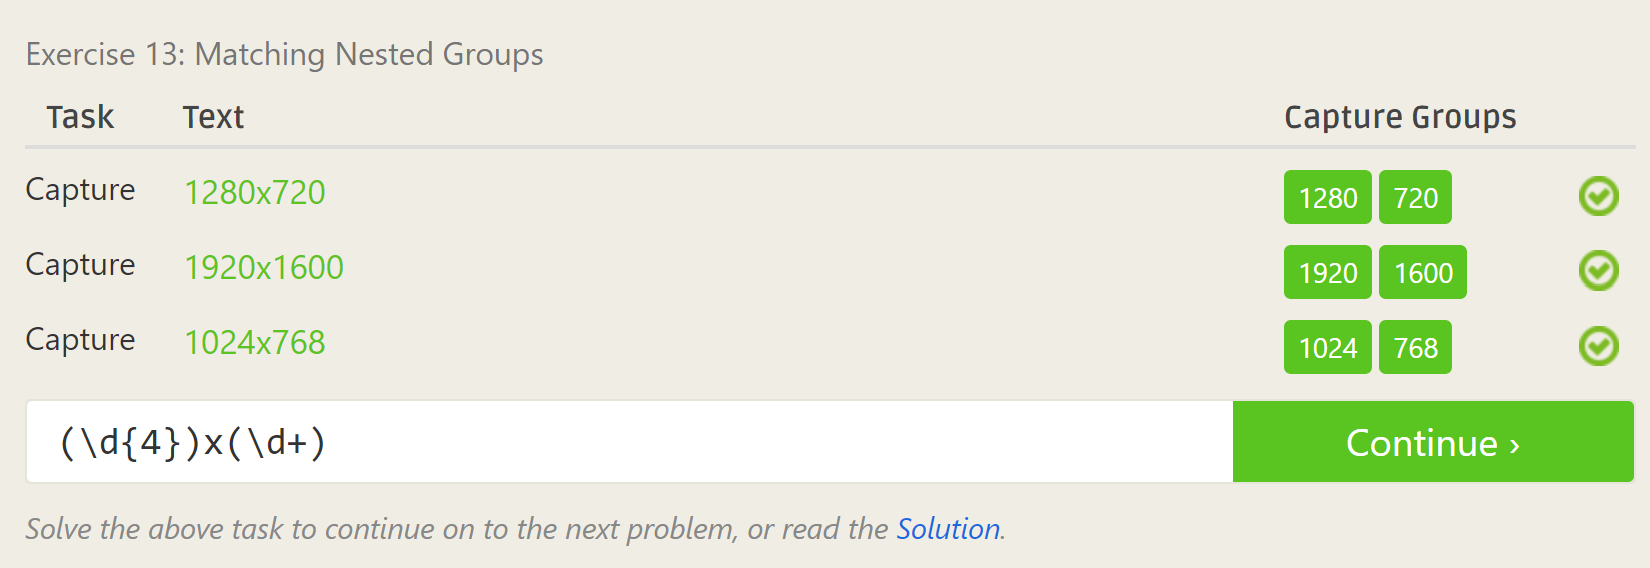 Exercise 13: Matching Nested Groups
Task Text Capture Groups
Capture 1280x720 1280 720
Capture 1920x1600 1920 1600
Capture 1024x768 1024 768
(\d{4})x(\d+) Continue ›
Solve the above task to continue on to the next problem, or read the Solution.